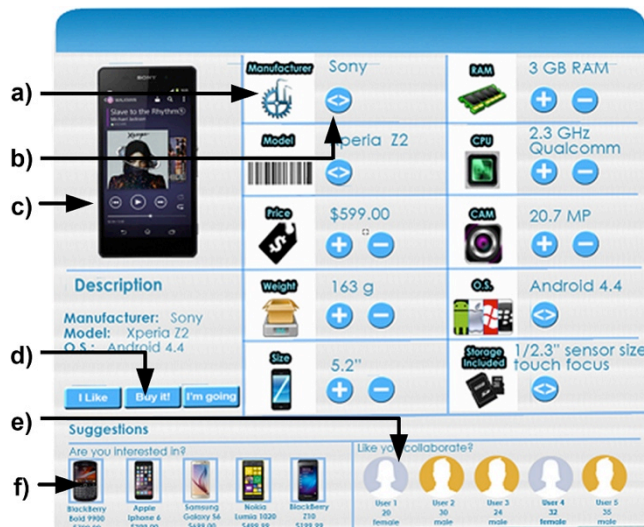 a)
b)
c)
d)
e)
f)
SONY
Slave to the Rhythm
Michael Jackson
Manufacturer
Sony
Model
Xperia Z2
Price
$599.00
Weight
163 g
Size
5.2"
RAM
3 GB RAM
CPU
2.3 GHz
Qualcomm
CAM
20.7 MP
O.S.
Android 4.4
Storage
Included
1/2.3" sensor size
touch focus
Description
Manufacturer: Sony
Model: Xperia Z2
O.S.: Android 4.4
I Like
Buy it!
I'm going
Suggestions
Are you interested in?
BlackBerry
Bold 9900
Apple
Iphone 6
Samsung
Galaxy S6
Nokia
Lumia 1020
BlackBerry
Z10
Like you collaborate?
User 1
20
female
User 2
30
male
User 3
24
male
User 4
32
female
User 5
35
male